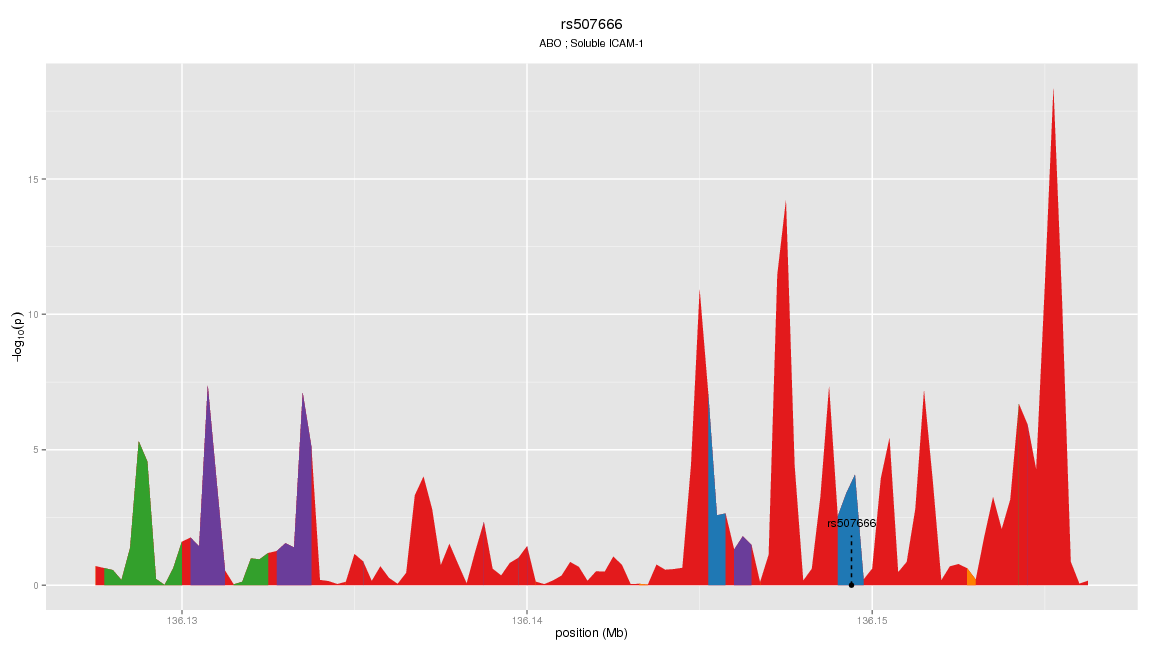 rs507666
ABO ; Soluble ICAM-1
15
10
5
0
−log10(p)
rs507666
136.13
136.14
136.15
position (Mb)